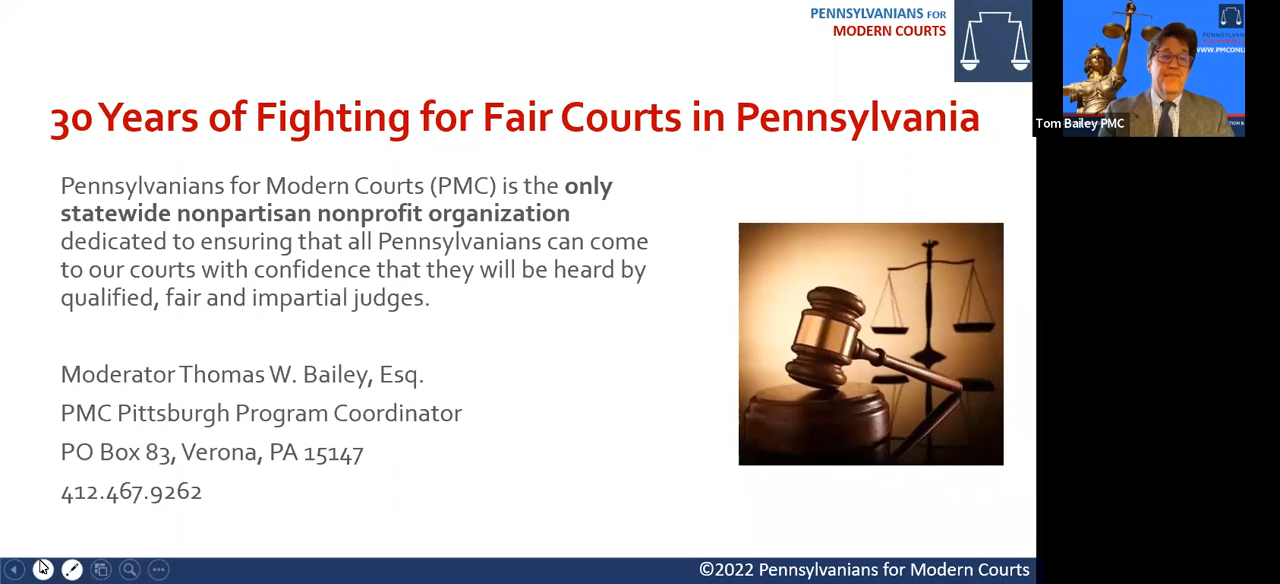 PENNSYLVANIANS FOR
MODERN COURTS
30 Years of Fighting for Fair Courts in Pennsylvania
Pennsylvanians for Modern Courts (PMC) is the only
statewide nonpartisan nonprofit organization
dedicated to ensuring that all Pennsylvanians can come
to our courts with confidence that they will be heard by
qualified, fair and impartial judges.
Moderator Thomas W. Bailey, Esq.
PMC Pittsburgh Program Coordinator
PO Box 83, Verona, PA 15147
412.467.9262
©2022 Pennsylvanians for Modern Courts
WWW.PMCONLI
Tom Bailey PMC